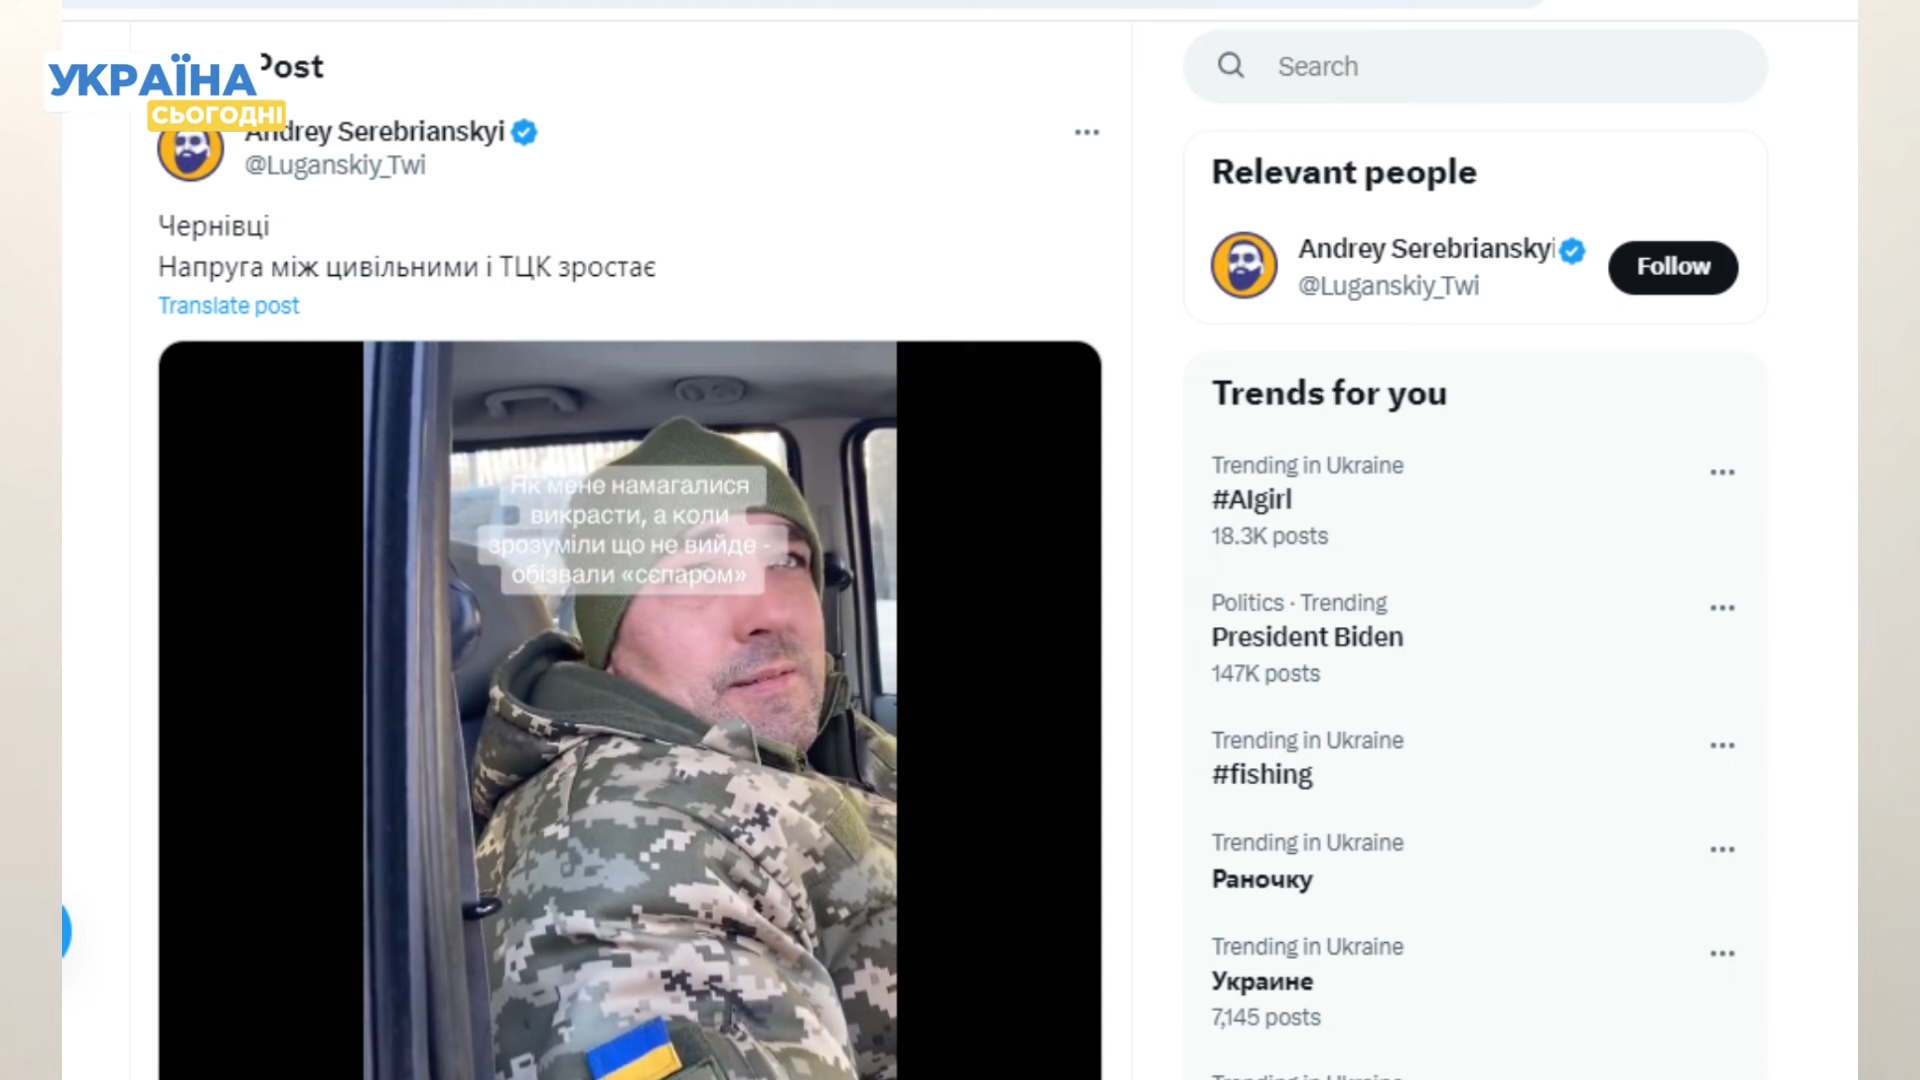 УКРАЇНА
СЬОГОДНІ
Post
Andrey Serebrianskyi
@Luganskiy_Twi
Чернівці
Напруга між цивільними і ТЦК зростає
Translate post
Як мене намагалися
викрасти, а коли
зрозуміли що не вийде -
обізвали «сєпаром»
Search
Relevant people
Andrey Serebrianskyi
@Luganskiy_Twi
Follow
Trends for you
Trending in Ukraine
#AIgirl
18.3K posts
Politics · Trending
President Biden
147K posts
Trending in Ukraine
#fishing
Trending in Ukraine
Раночку
Trending in Ukraine
Украине
7,145 posts
Trending in Ukraine